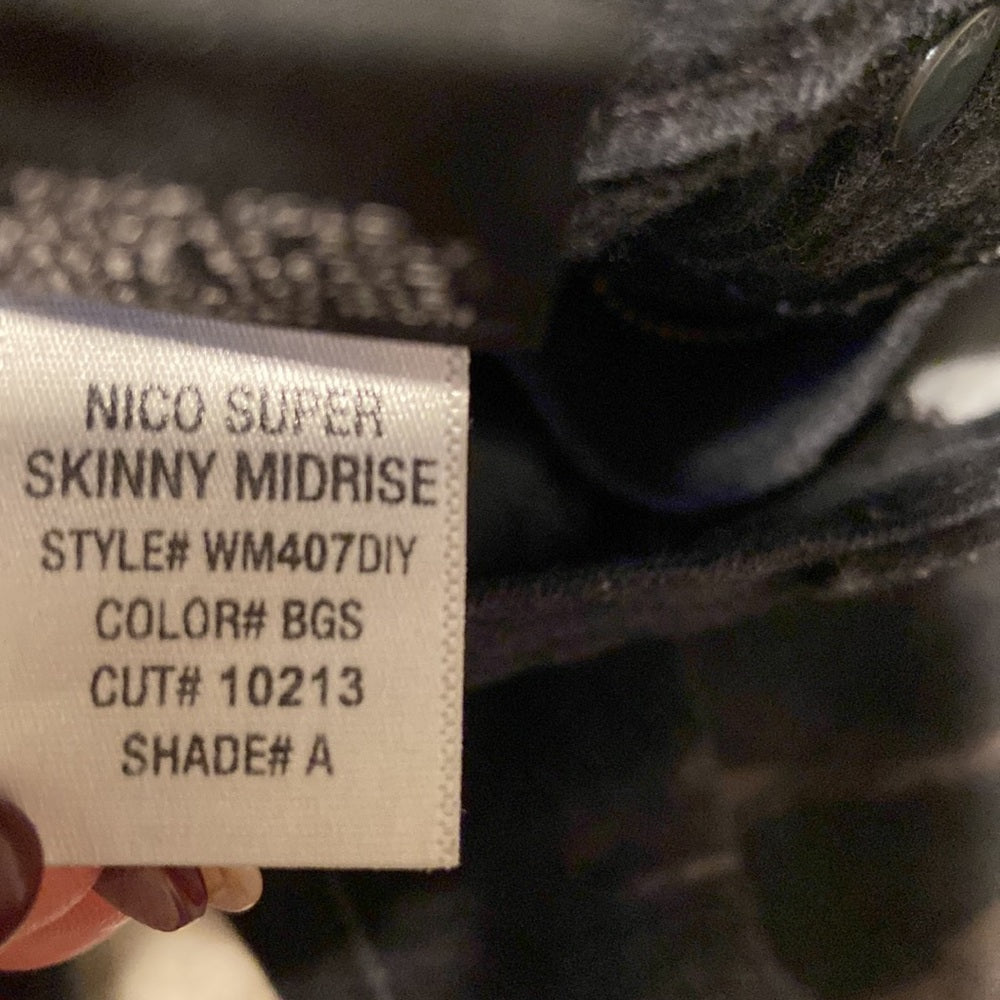 NICO SUPER
SKINNY MIDRISE
STYLE# WM407DIY
COLOR# BGS
CUT# 10213
SHADE# A